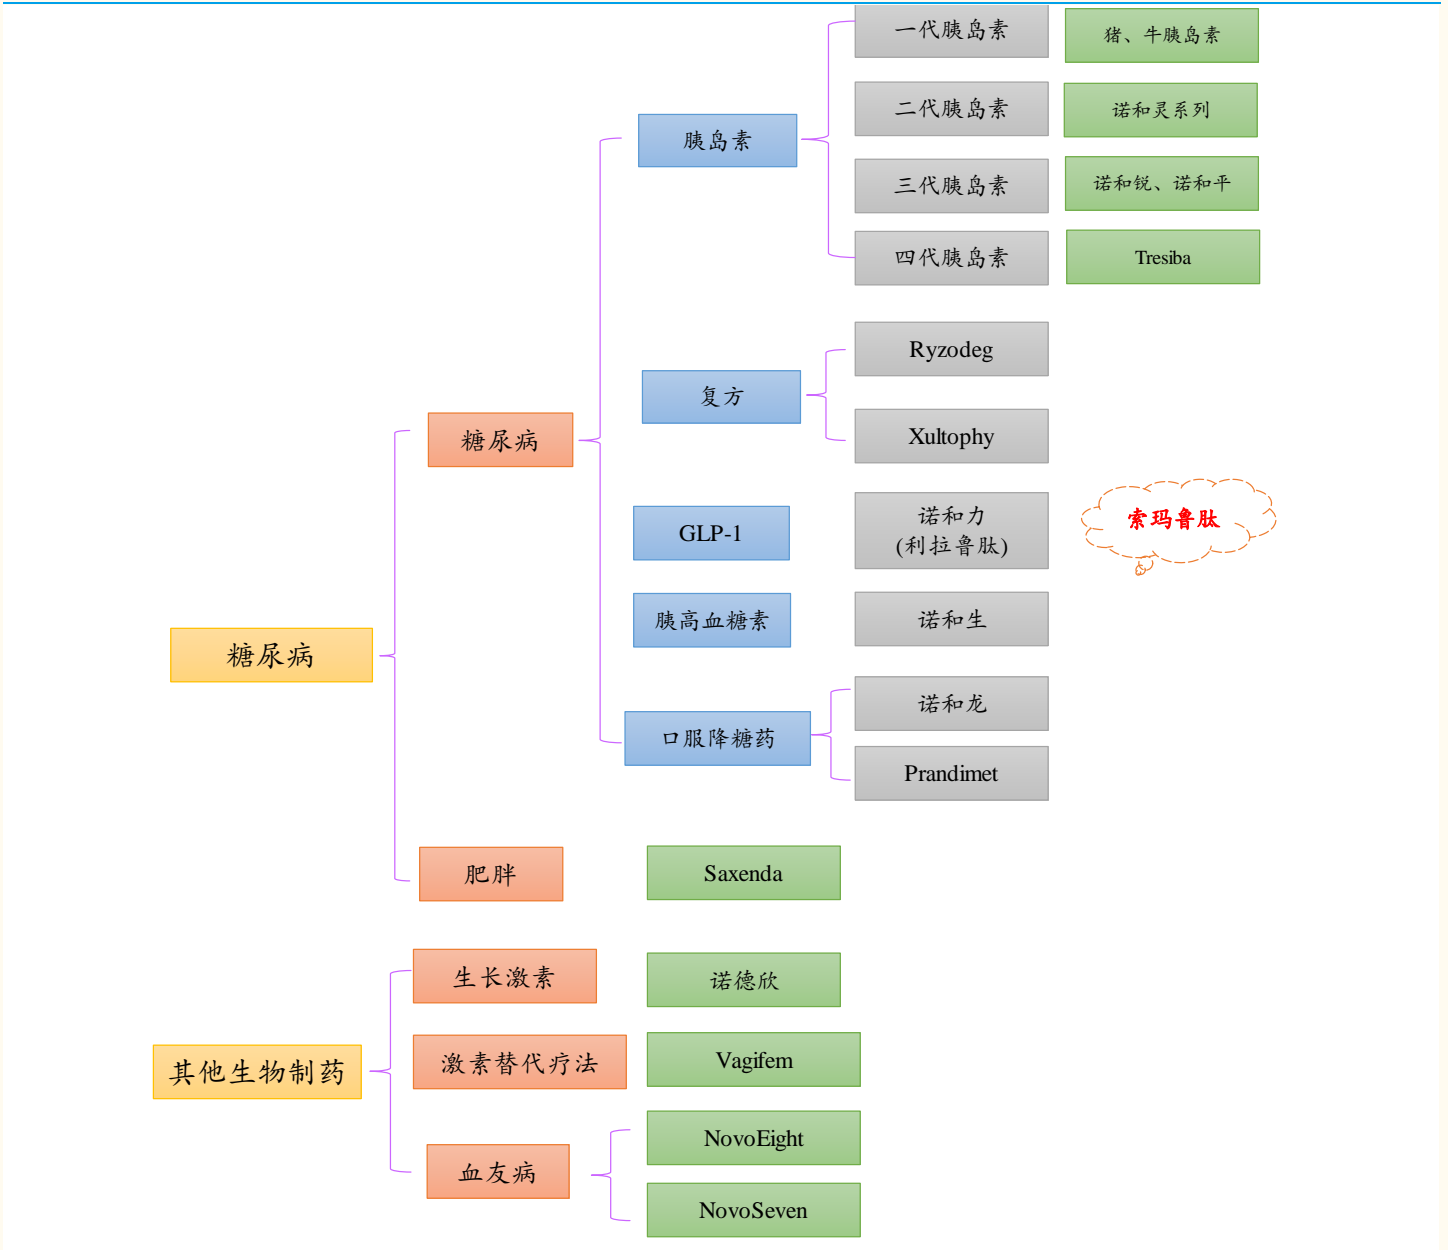 一代胰岛素
猪、牛胰岛素
二代胰岛素
诺和灵系列
胰岛素
三代胰岛素
诺和锐、诺和平
四代胰岛素
Tresiba
Ryzodeg
复方
Xultophy
糖尿病
GLP-1
诺和力
(利拉鲁肽)
索玛鲁肽
胰高血糖素
诺和生
糖尿病
诺和龙
口服降糖药
Prandimet
肥胖
Saxenda
生长激素
诺德欣
其他生物制药
激素替代疗法
Vagifem
NovoEight
血友病
NovoSeven